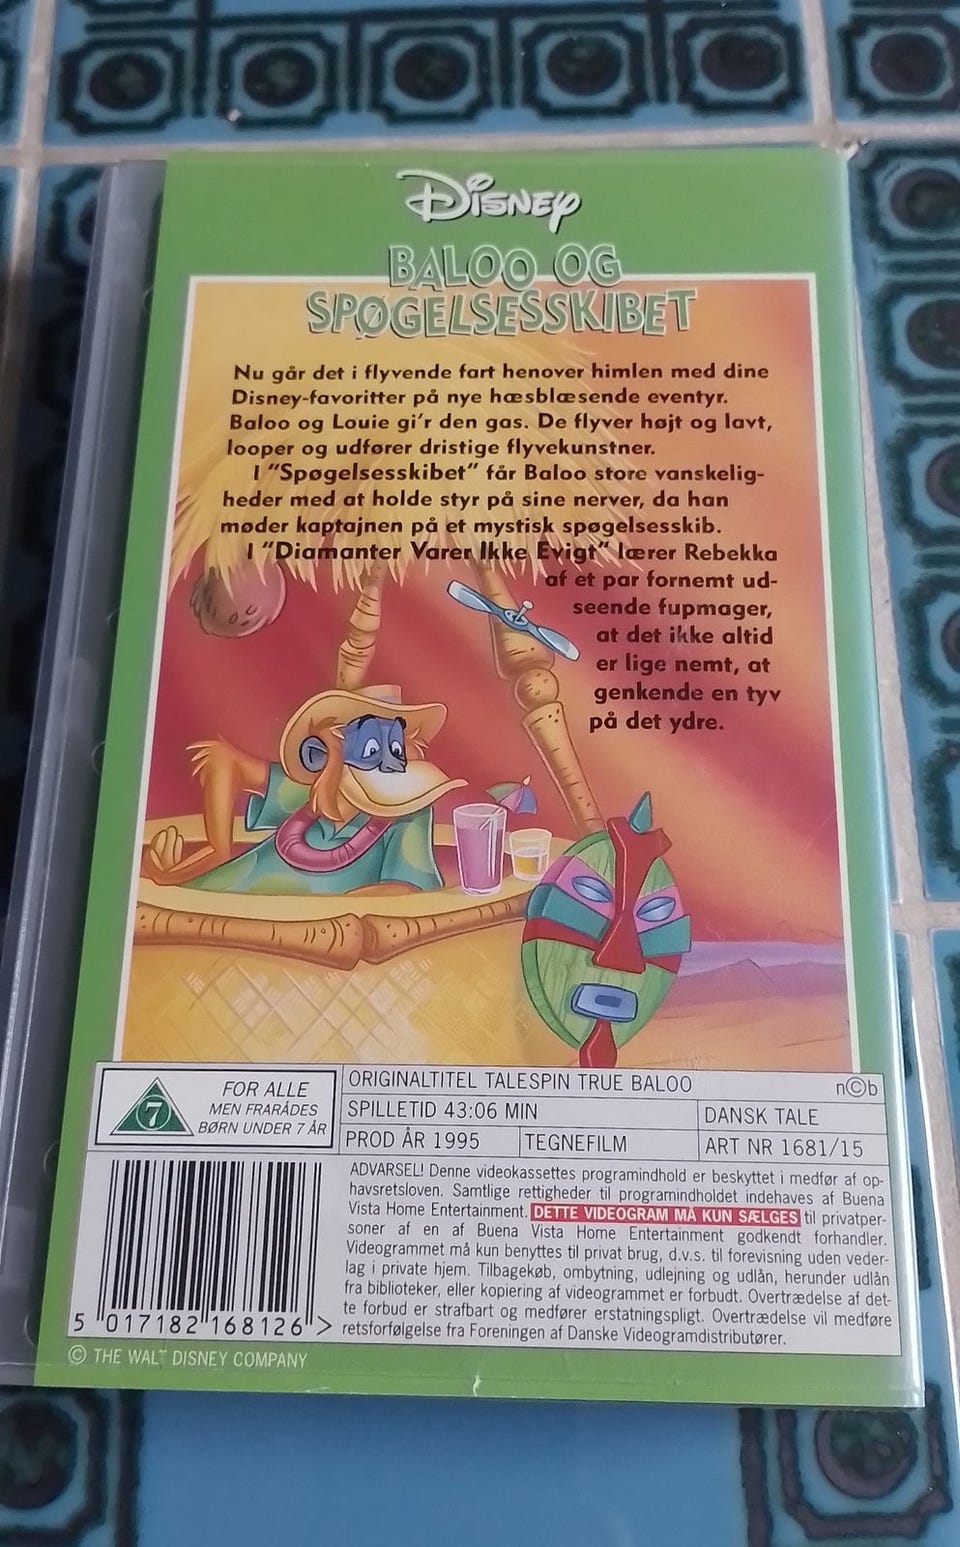 Disney
BALOO OG
SPØGELSESSKIBET
Nu går det i flyvende fart henover himlen med dine
Disney-favoritter på nye hæsblæsende eventyr.
Baloo og Louie gi'r den gas. De flyver højt og lavt,
looper og udfører dristige flyvekunstner.
I "Spøgelsesskibet" får Baloo store vanskelig-
heder med at holde styr på sine nerver, da han
møder kaptajnen på et mystisk spøgelsesskib.
I "Diamanter Varer Ikke Evigt" lærer Rebekka
af et par fornemt ud-
seende fupmager,
at det ikke altid
er lige nemt, at
genkende en tyv
på det ydre.
7
FOR ALLE
MEN FRARÅDES
BØRN UNDER 7 ÅR
ORIGINALTITEL TALESPIN TRUE BALOO
n©b
SPILLETID 43:06 MIN
DANSK TALE
PROD ÅR 1995
TEGNEFILM
ART NR 1681/15
ADVARSEL! Denne videokassettes programindhold er beskyttet i medfør af op-
havsretsloven. Samtlige rettigheder til programindholdet indehaves af Buena
Vista Home Entertainment. DETTE VIDEOGRAM MÅ KUN SÆLGES til privatper-
soner af en af Buena Vista Home Entertainment godkendt forhandler.
Videogrammet må kun benyttes til privat brug, d.v.s. til forevisning uden veder-
lag i private hjem. Tilbagekøb, ombytning, udlejning og udlån, herunder udlån
fra biblioteker, eller kopiering af videogrammet er forbudt. Overtrædelse af det-
te forbud er strafbart og medfører erstatningspligt. Overtrædelse vil medføre
retsforfølgelse fra Foreningen af Danske Videogramdistributører.
5 017182 168126 >
© THE WALT DISNEY COMPANY